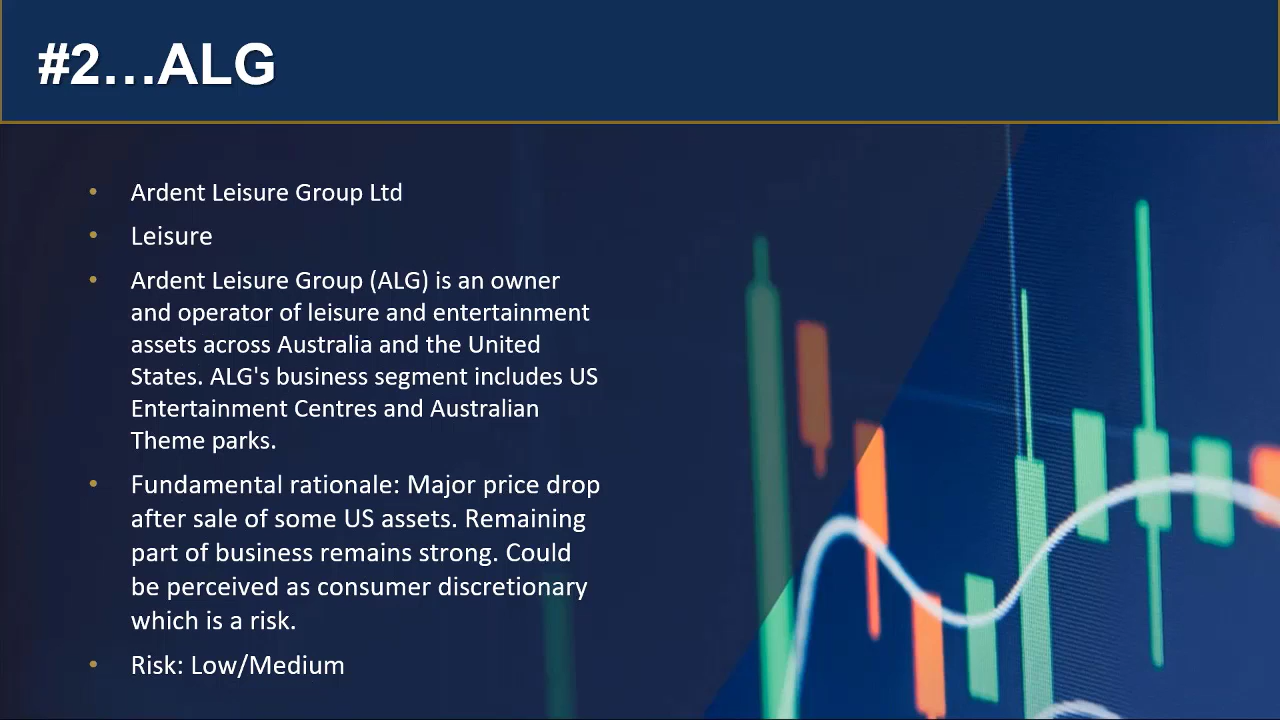 #2…ALG
• Ardent Leisure Group Ltd
• Leisure
• Ardent Leisure Group (ALG) is an owner
and operator of leisure and entertainment
assets across Australia and the United
States. ALG's business segment includes US
Entertainment Centres and Australian
Theme parks.
• Fundamental rationale: Major price drop
after sale of some US assets. Remaining
part of business remains strong. Could
be perceived as consumer discretionary
which is a risk.
• Risk: Low/Medium